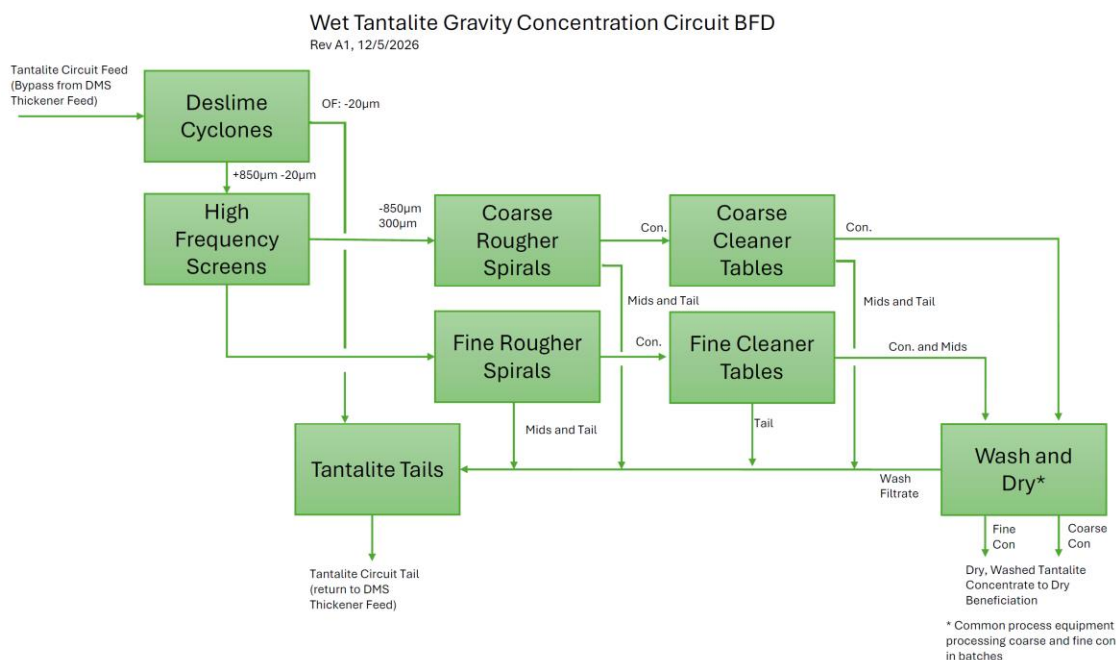 Wet Tantalite Gravity Concentration Circuit BFD
Rev A1, 12/5/2026
Tantalite Circuit Feed
(Bypass from DMS
Thickener Feed)
Deslime
Cyclones
OF: -20µm
+850µm -20µm
High
Frequency
Screens
-850µm
300µm
Coarse
Rougher
Spirals
Con.
Coarse
Cleaner
Tables
Con.
Mids and Tail
Mids and Tail
Fine Rougher
Spirals
Con.
Fine Cleaner
Tables
Con. and Mids
Mids and Tail
Tail
Tantalite Tails
Wash
Filtrate
Wash and
Dry*
Fine
Con
Coarse
Con
Tantalite Circuit Tail
(return to DMS
Thickener Feed)
Dry, Washed Tantalite
Concentrate to Dry
Beneficiation
* Common process equipment
processing coarse and fine con
in batches